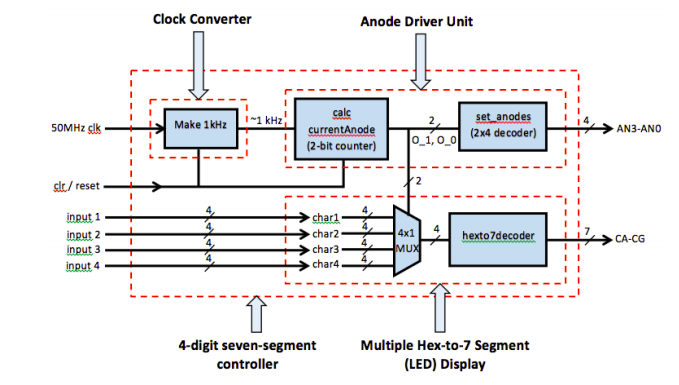 Clock Converter
Anode Driver Unit
50MHz clk
Make 1kHz
~1 kHz
calc
currentAnode
(2-bit counter)
2
O_1, O_0
set_anodes
(2x4 decoder)
4
AN3-AN0
clr / reset
2
input 1
4
char1
4
input 2
4
char2
4
input 3
4
char3
4
input 4
4
char4
4
4x1
MUX
4
hexto7decoder
7
CA-CG
4-digit seven-segment
controller
Multiple Hex-to-7 Segment
(LED) Display